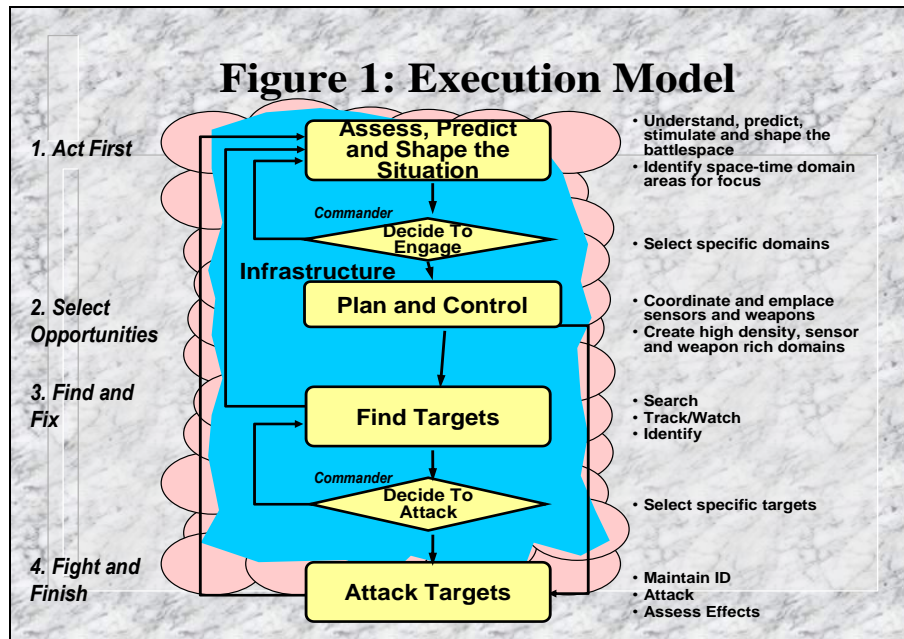 Figure 1: Execution Model
1. Act First
Assess, Predict
and Shape the
Situation
• Understand, predict,
stimulate and shape the
battlespace
• Identify space-time domain
areas for focus
Commander
Decide To
Engage
• Select specific domains
Infrastructure
2. Select
Opportunities
Plan and Control
• Coordinate and emplace
sensors and weapons
• Create high density, sensor
and weapon rich domains
3. Find and
Fix
Find Targets
• Search
• Track/Watch
• Identify
Commander
Decide To
Attack
• Select specific targets
4. Fight and
Finish
Attack Targets
• Maintain ID
• Attack
• Assess Effects